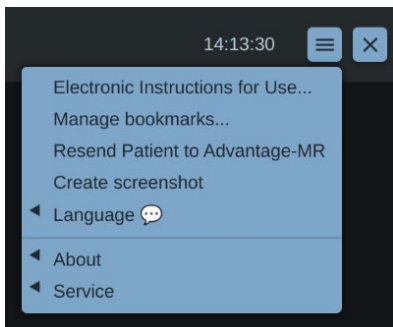 14:13:30
Electronic Instructions for Use...
Manage bookmarks...
Resend Patient to Advantage-MR
Create screenshot
Language 💬
About
Service